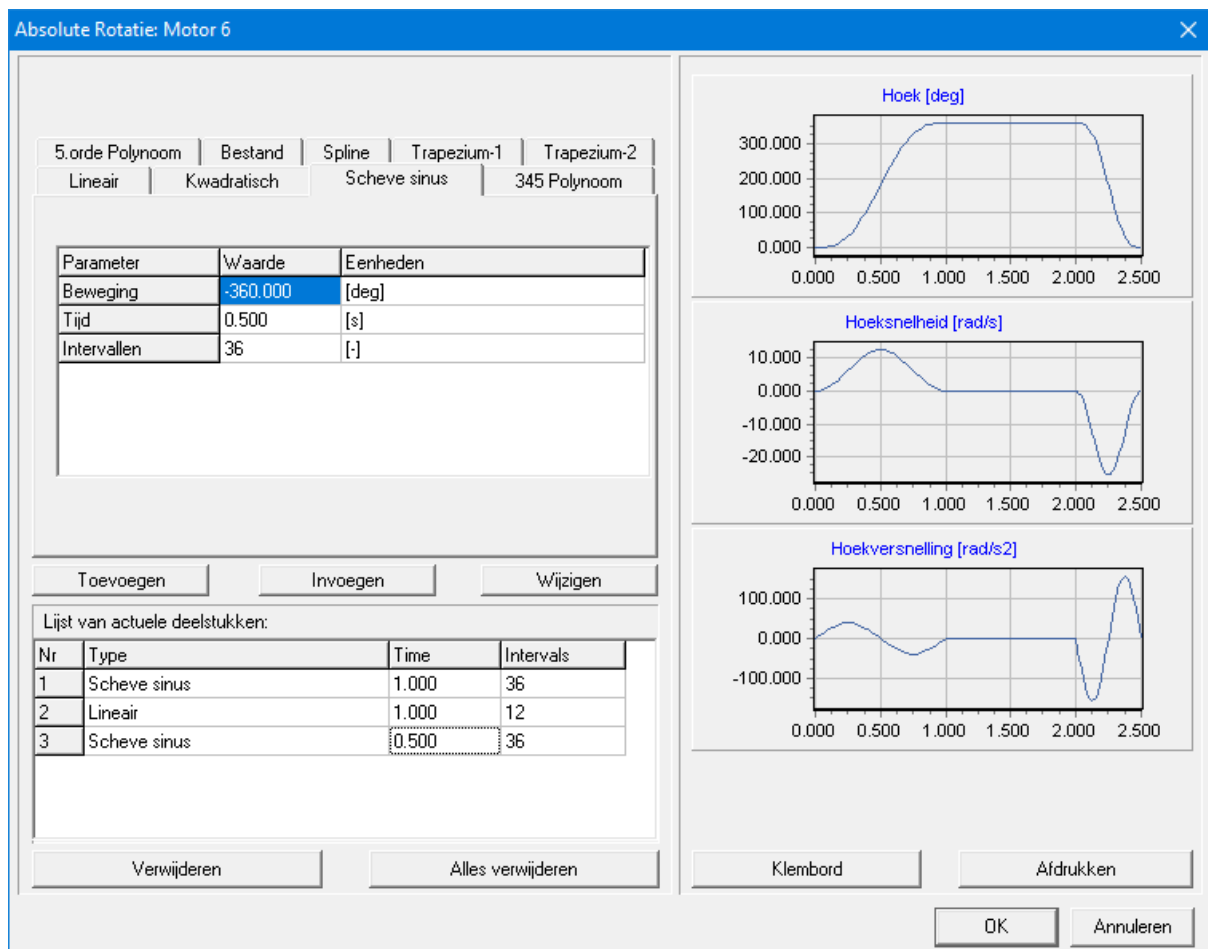 Absolute Rotatie: Motor 6
5.orde Polynoom Bestand Spline Trapezium-1 Trapezium-2
Lineair Kwadratisch Scheve sinus 345 Polynoom
Parameter Waarde Eenheden
Beweging -360.000 [deg]
Tijd 0.500 [s]
Intervallen 36 [-]
Toevoegen Invoegen Wijzigen
Lijst van actuele deelstukken:
Nr Type Time Intervals
1 Scheve sinus 1.000 36
2 Lineair 1.000 12
3 Scheve sinus 0.500 36
Verwijderen Alles verwijderen
Hoek [deg]
300.000
200.000
100.000
0.000
0.000 0.500 1.000 1.500 2.000 2.500
Hoeksnelheid [rad/s]
10.000
0.000
-10.000
-20.000
0.000 0.500 1.000 1.500 2.000 2.500
Hoekversnelling [rad/s2]
100.000
0.000
-100.000
0.000 0.500 1.000 1.500 2.000 2.500
Klembord Afdrukken
OK Annuleren